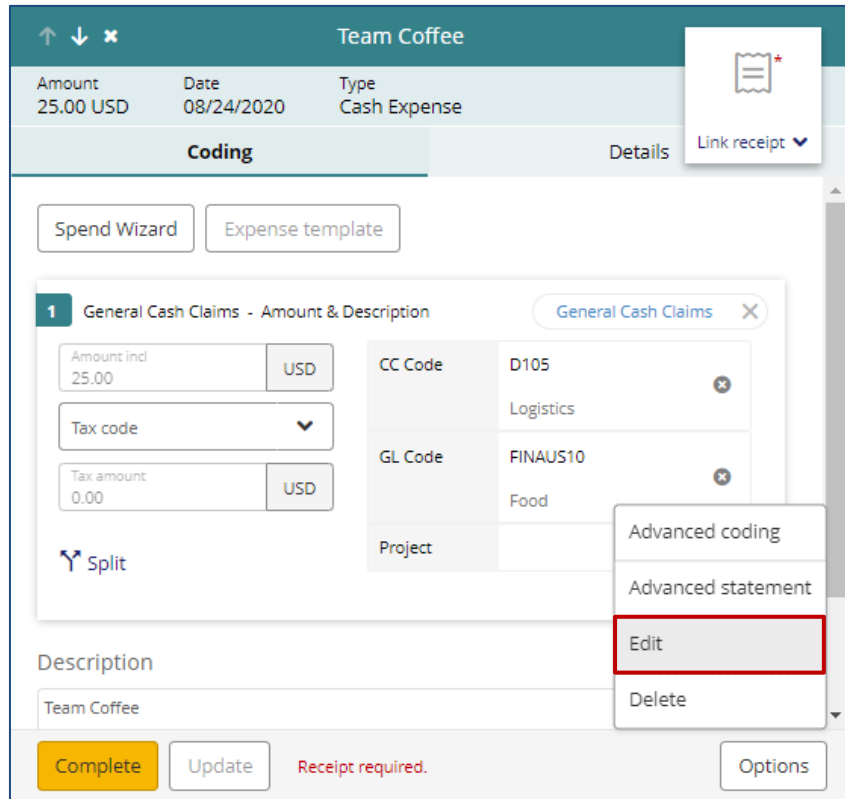 Team Coffee
Amount Date Type
25.00 USD 08/24/2020 Cash Expense
*
Link receipt
Coding Details
Spend Wizard Expense template
1 General Cash Claims - Amount & Description General Cash Claims
Amount incl
25.00 USD
CC Code D105
Logistics
Tax code
GL Code FINAUS10
Food
Tax amount
0.00 USD
Project
Split
Advanced coding
Advanced statement
Edit
Delete
Description
Team Coffee
Complete Update Receipt required. Options